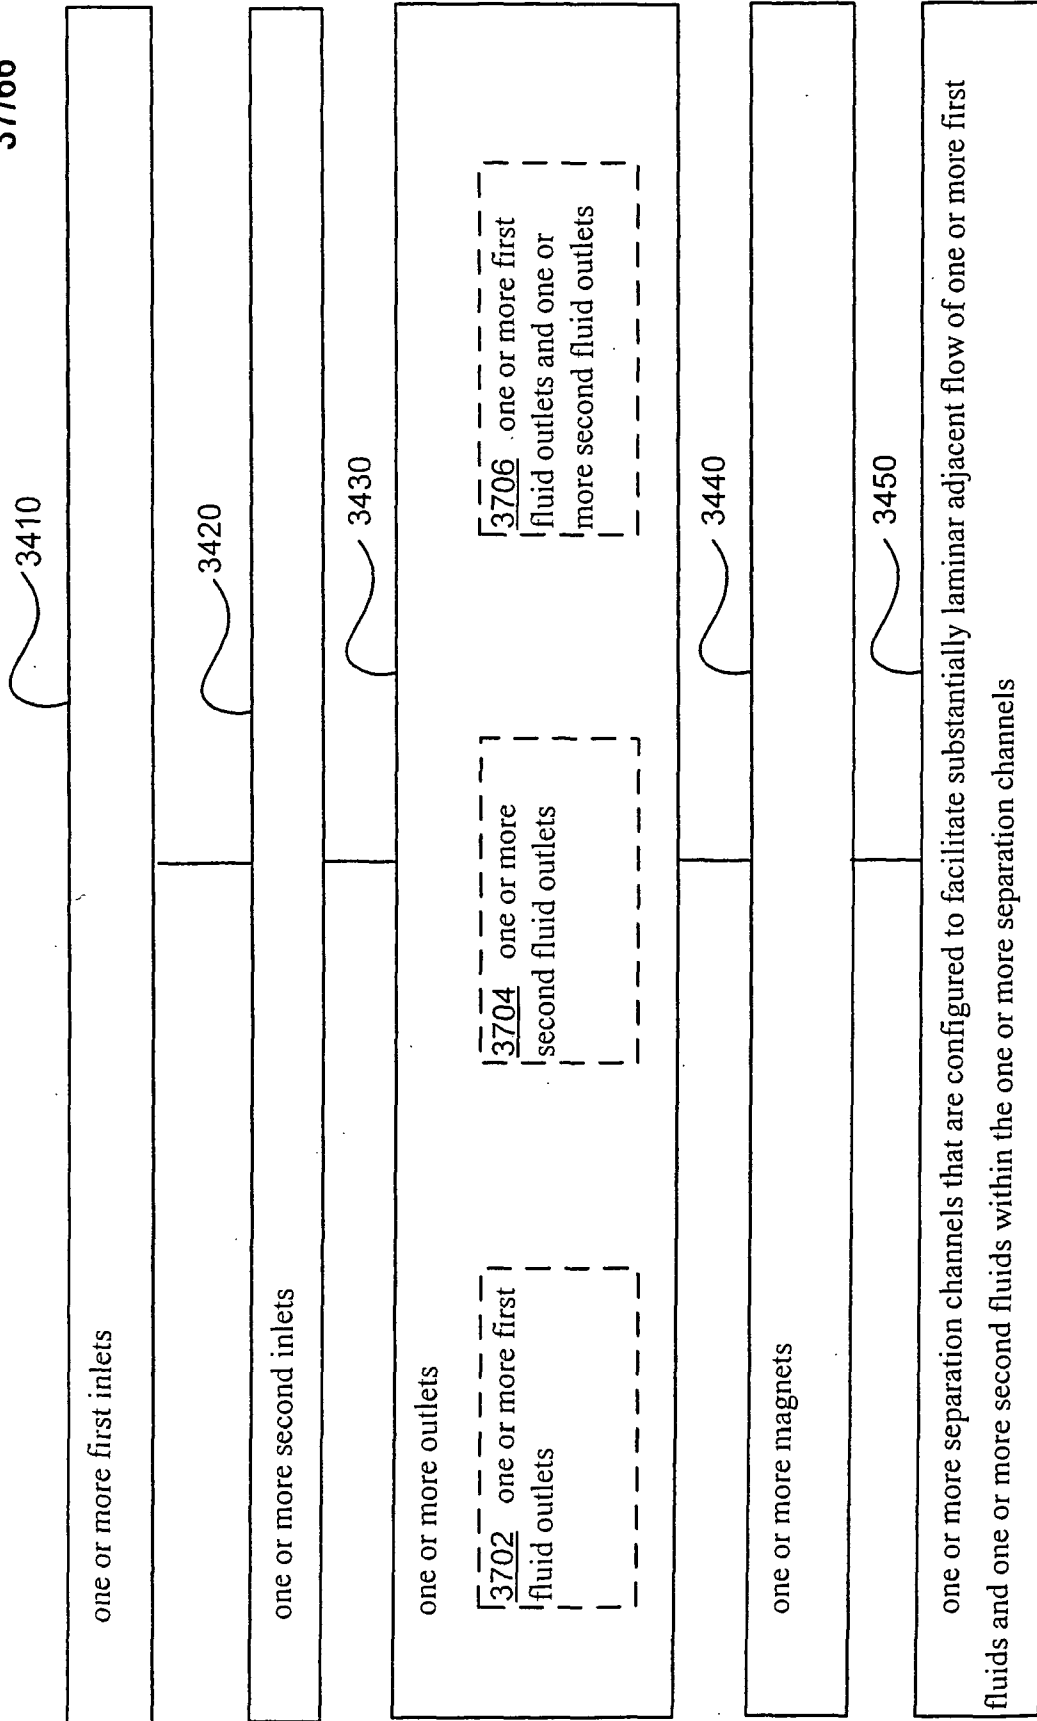 37/66
3410
one or more first inlets
3420
one or more second inlets
3430
one or more outlets
3702 one or more first
fluid outlets
3704 one or more
second fluid outlets
3706 one or more first
fluid outlets and one or
more second fluid outlets
3440
one or more magnets
3450
one or more separation channels that are configured to facilitate substantially laminar adjacent flow of one or more first
fluids and one or more second fluids within the one or more separation channels